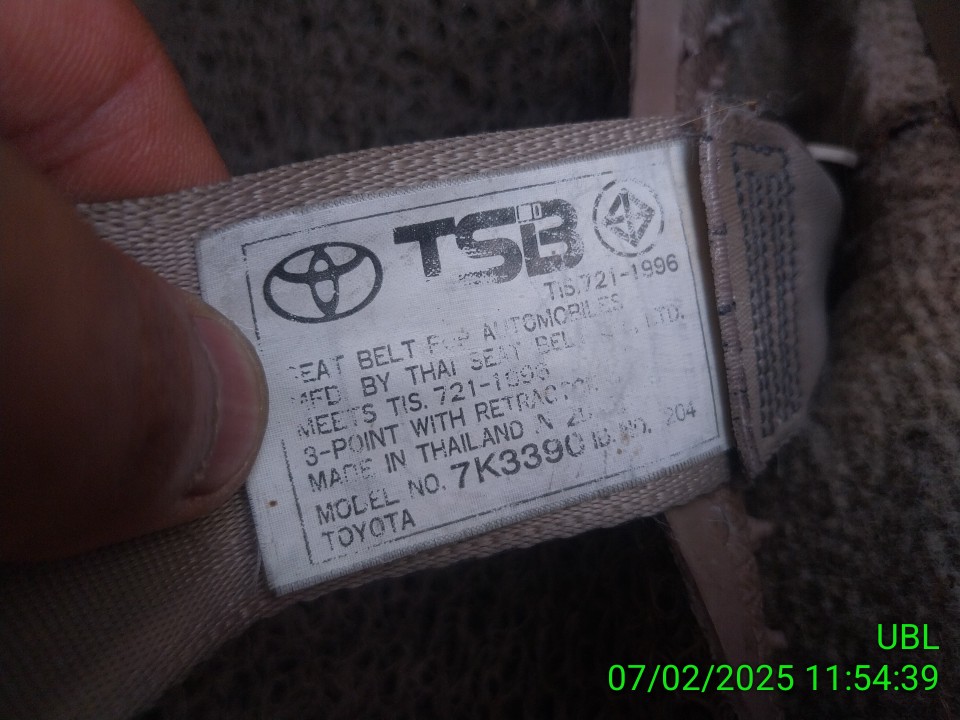 TSB
TIS.721-1996
SEAT BELT FOR AUTOMOBILES
MFD. BY THAI SEAT BELT LTD.
MEETS TIS.721-1996
3-POINT WITH RETRACTOR
MADE IN THAILAND
MODEL NO. 7K3390 ID.NO. 204
TOYOTA
UBL
07/02/2025 11:54:39